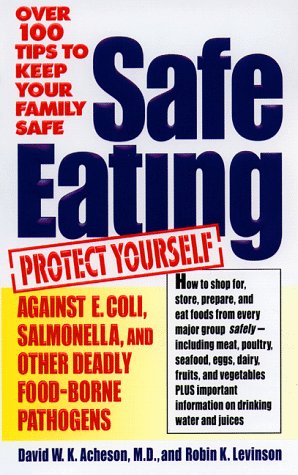 OVER
100
TIPS TO
KEEP
YOUR
FAMILY
SAFE
Safe
Eating
PROTECT YOURSELF
AGAINST E. COLI,
SALMONELLA, AND
OTHER DEADLY
FOOD-BORNE
PATHOGENS
How to shop for,
store, prepare, and
eat foods from every
major group safely—
including meat, poultry,
seafood, eggs, dairy,
fruits, and vegetables
PLUS important
information on drinking
water and juices
David W. K. Acheson, M.D., and Robin K. Levinson